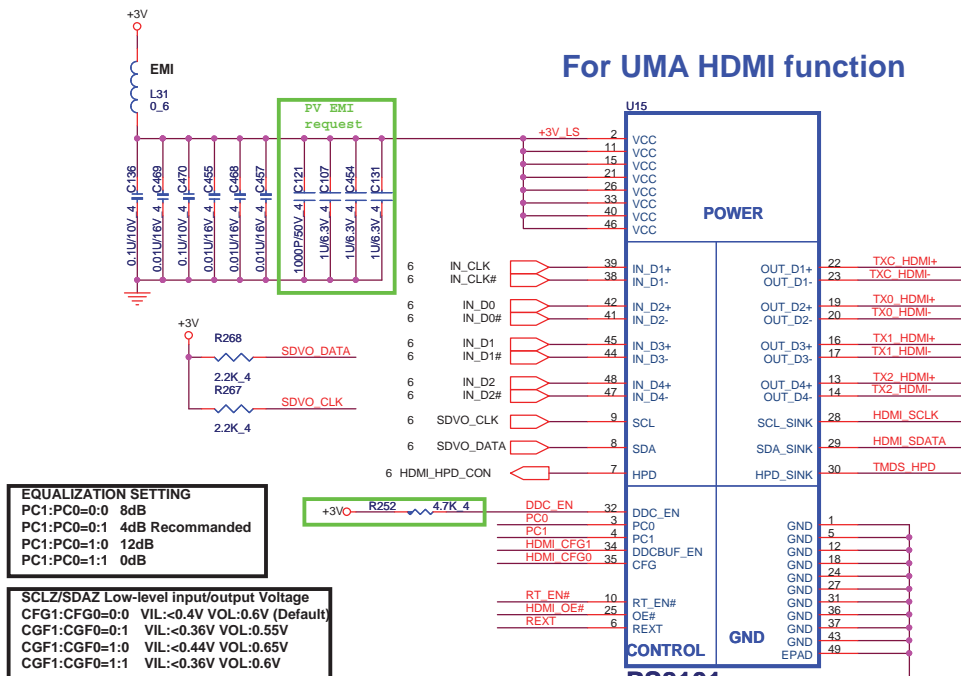 +3V
EMI
L31
0_6
For UMA HDMI function
PV EMI
request
C136
0.1U/10V_4
C469
0.01U/16V_4
C470
0.1U/10V_4
C455
0.01U/16V_4
C468
0.01U/16V_4
C457
0.01U/16V_4
C121
1000P/50V_4
C107
1U/6.3V_4
C454
1U/6.3V_4
C131
1U/6.3V_4
U15
+3V_LS
2 VCC
11 VCC
15 VCC
21 VCC
26 VCC
33 VCC
40 VCC
46 VCC
POWER
6 IN_CLK 39 IN_D1+
6 IN_CLK# 38 IN_D1-
6 IN_D0 42 IN_D2+
6 IN_D0# 41 IN_D2-
6 IN_D1 45 IN_D3+
6 IN_D1# 44 IN_D3-
6 IN_D2 48 IN_D4+
6 IN_D2# 47 IN_D4-
6 SDVO_CLK 9 SCL
6 SDVO_DATA 8 SDA
6 HDMI_HPD_CON 7 HPD
OUT_D1+ 22 TXC_HDMI+
OUT_D1- 23 TXC_HDMI-
OUT_D2+ 19 TX0_HDMI+
OUT_D2- 20 TX0_HDMI-
OUT_D3+ 16 TX1_HDMI+
OUT_D3- 17 TX1_HDMI-
OUT_D4+ 13 TX2_HDMI+
OUT_D4- 14 TX2_HDMI-
SCL_SINK 28 HDMI_SCLK
SDA_SINK 29 HDMI_SDATA
HPD_SINK 30 TMDS_HPD
+3V
R268
SDVO_DATA
2.2K_4
R267
SDVO_CLK
2.2K_4
+3V R252 4.7K_4
DDC_EN 32 DDC_EN
PC0 3 PC0
PC1 4 PC1
HDMI_CFG1 34 DDCBUF_EN
HDMI_CFG0 35 CFG
RT_EN# 10 RT_EN#
HDMI_OE# 25 OE#
REXT 6 REXT
CONTROL
GND
GND 1
GND 5
GND 12
GND 18
GND 24
GND 27
GND 31
GND 36
GND 37
GND 43
EPAD 49
EQUALIZATION SETTING
PC1:PC0=0:0 8dB
PC1:PC0=0:1 4dB Recommanded
PC1:PC0=1:0 12dB
PC1:PC0=1:1 0dB
SCLZ/SDAZ Low-level input/output Voltage
CFG1:CFG0=0:0 VIL:<0.4V VOL:0.6V (Default)
CGF1:CGF0=0:1 VIL:<0.36V VOL:0.55V
CGF1:CGF0=1:0 VIL:<0.44V VOL:0.65V
CGF1:CGF0=1:1 VIL:<0.36V VOL:0.6V